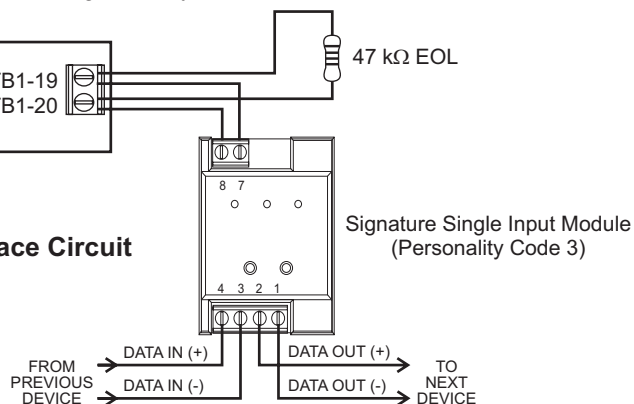 47 kΩ EOL
TB1-19
TB1-20
8 7
Signature Single Input Module
(Personality Code 3)
ace Circuit
4 3 2 1
DATA IN (+)
DATA OUT (+)
FROM
PREVIOUS
DEVICE
TO
NEXT
DEVICE
DATA IN (-)
DATA OUT (-)